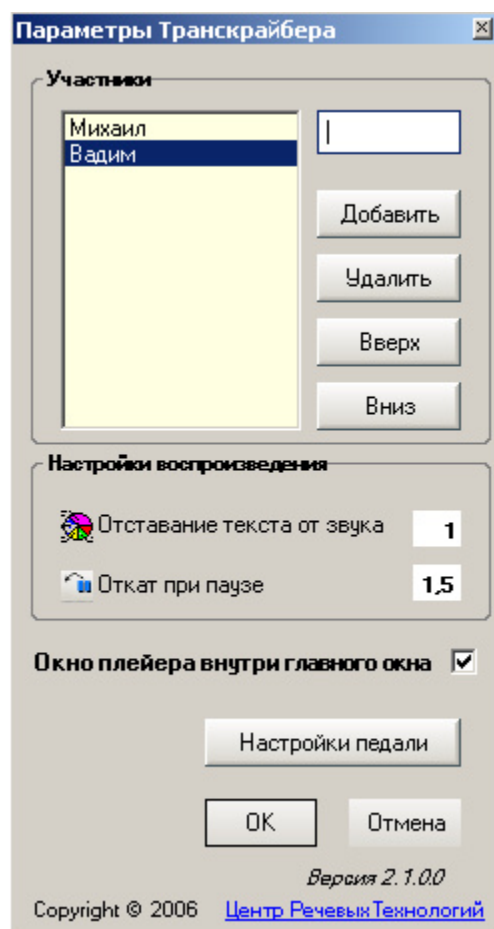 Параметры Транскрайбера
Участники
Михаил
Вадим
Добавить
Удалить
Вверх
Вниз
Настройки воспроизведения
Отставание текста от звука 1
Откат при паузе 1,5
Окно плейера внутри главного окна
Настройки педали
OK Отмена
Версия 2.1.0.0
Copyright © 2006 Центр Речевых Технологий